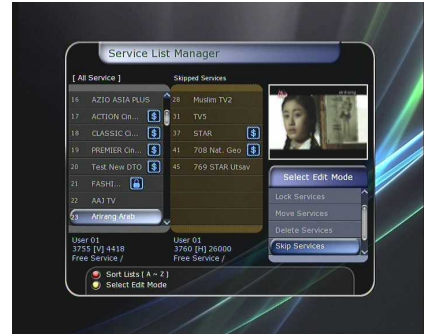 Service List Manager
[ All Service ]
Skipped Services
16 AZIO ASIA PLUS
17 ACTION Cin... $
18 CLASSIC Ci... $
19 PREMIER Cin... $
20 Test New DTO $
21 FASHI...
22 AAJ TV
23 Arirang Arab
28 Muslim TV2
31 TV5
37 STAR $
41 708 Nat. Geo $
45 769 STAR Utsav
Select Edit Mode
Lock Services
Move Services
Delete Services
Skip Services
User 01
3755 [V] 4418
Free Service /
User 01
3760 [H] 26000
Free Service /
Sort Lists [ A ~ Z ]
Select Edit Mode